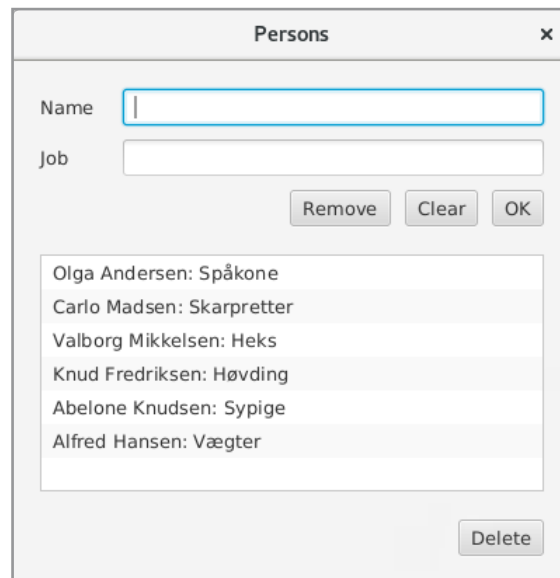 Persons ×
Name
Job
Remove Clear OK
Olga Andersen: Spåkone
Carlo Madsen: Skarpretter
Valborg Mikkelsen: Heks
Knud Fredriksen: Høvding
Abelone Knudsen: Sypige
Alfred Hansen: Vægter
Delete